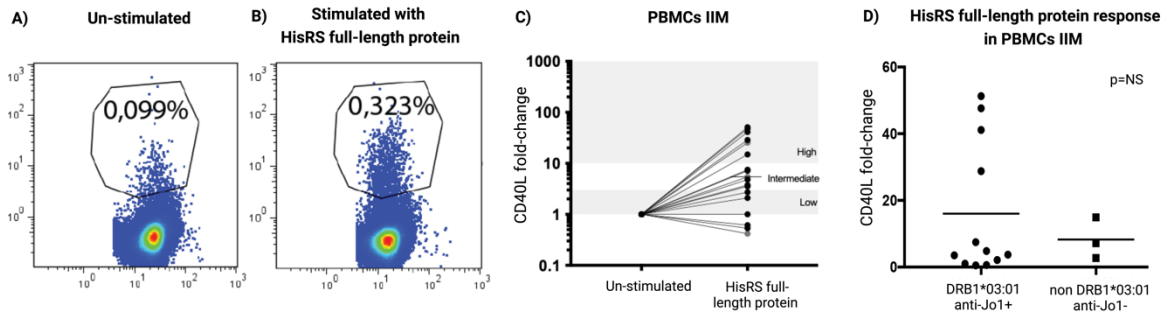 A)
Un-stimulated
10³
10²
10¹
10⁰
0,099%
10⁰
10¹
10²
10³
B)
Stimulated with
HisRS full-length protein
10³
10²
10¹
10⁰
0,323%
10⁰
10¹
10²
10³
C)
PBMCs IIM
CD40L fold-change
1000
100
10
1
0.1
High
Intermediate
Low
Un-stimulated
HisRS full-
length protein
D)
HisRS full-length protein response
in PBMCs IIM
CD40L fold-change
60
40
20
0
p=NS
DRB1*03:01
anti-Jo1+
non DRB1*03:01
anti-Jo1-